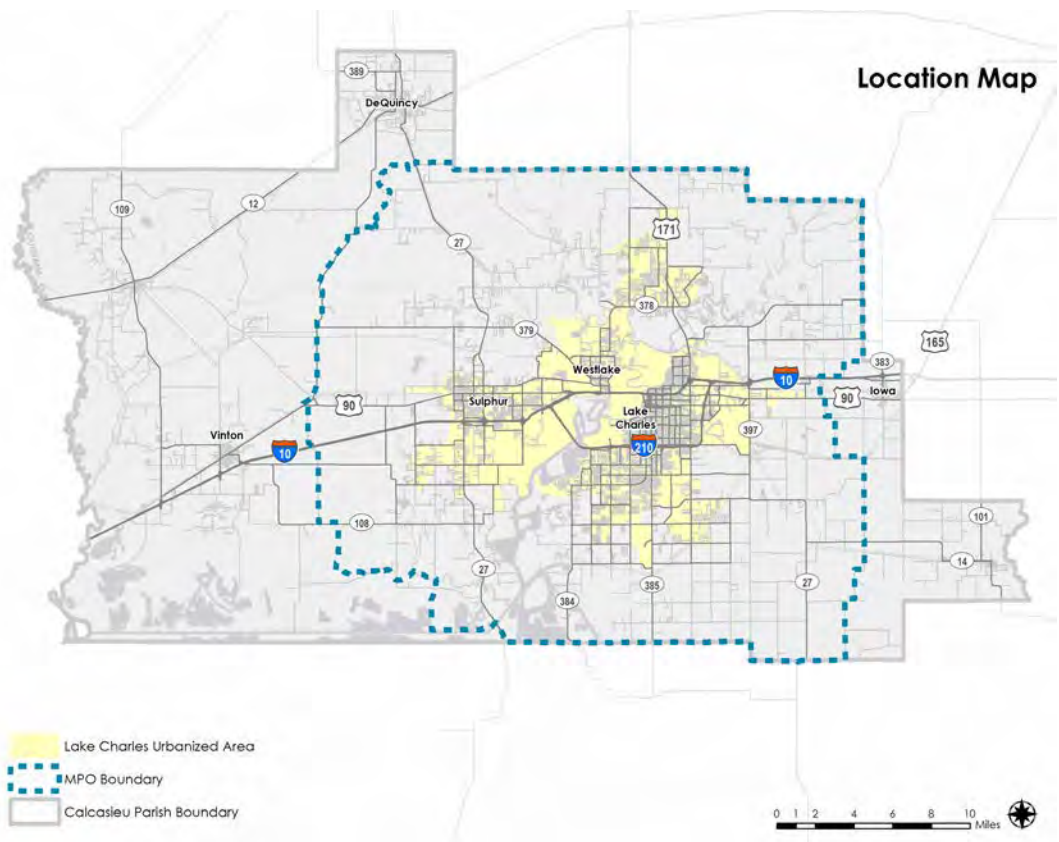 Location Map
389
DeQuincy
109
12
27
171
378
379
165
383
Westlake
10
90
Iowa
90
Sulphur
Lake
Charles
397
Vinton
210
10
108
101
14
27
385
27
384
Lake Charles Urbanized Area
MPO Boundary
Calcasieu Parish Boundary
0 1 2 4 6 8 10
Miles